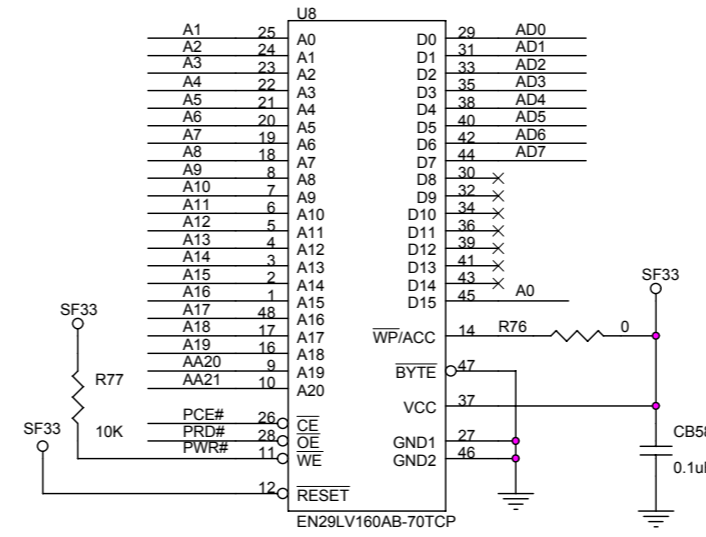 U8
A1 25 A0 D0 29 AD0
A2 24 A1 D1 31 AD1
A3 23 A2 D2 33 AD2
A4 22 A3 D3 35 AD3
A5 21 A4 D4 38 AD4
A6 20 A5 D5 40 AD5
A7 19 A6 D6 42 AD6
A8 18 A7 D7 44 AD7
A9 8 A8 D8 30
A10 7 A9 D9 32
A11 6 A10 D10 34
A12 5 A11 D11 36
A13 4 A12 D12 39
A14 3 A13 D13 41
A15 2 A14 D14 43
A16 1 A15 D15 45 A0
SF33
A17 48 A16
SF33
A18 17 A17 WP/ACC 14 R76 0
A19 16 A18
AA20 9 A19 BYTE 47
AA21 10 A20
R77
VCC 37
PCE# 26 CE
SF33 10K
PRD# 28 OE GND1 27
CB58
PWR# 11 WE GND2 46
0.1u
12 RESET
EN29LV160AB-70TCP